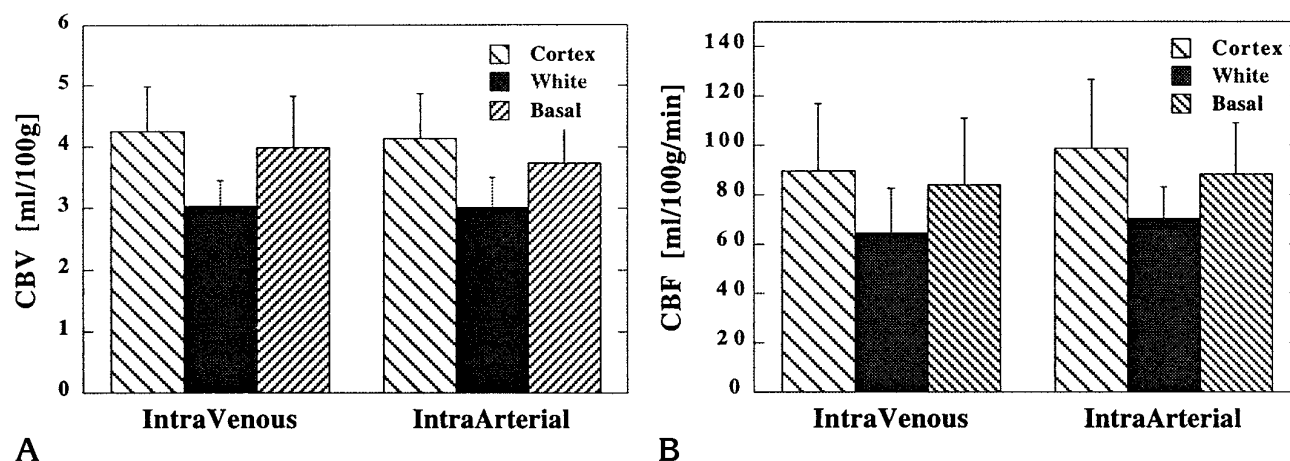 6
5
4
3
2
1
0
CBV [ml/100g]
Cortex
White
Basal
IntraVenous IntraArterial
A
140
120
100
80
60
40
20
0
CBF [ml/100g/min]
Cortex
White
Basal
IntraVenous IntraArterial
B